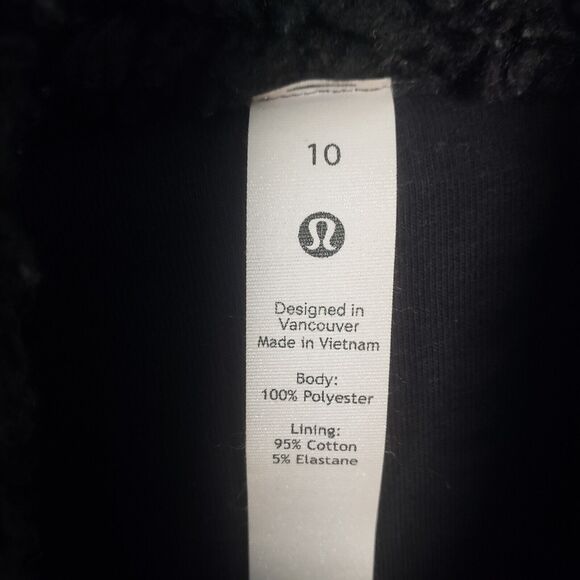 10
Designed in
Vancouver
Made in Vietnam
Body:
100% Polyester
Lining:
95% Cotton
5% Elastane